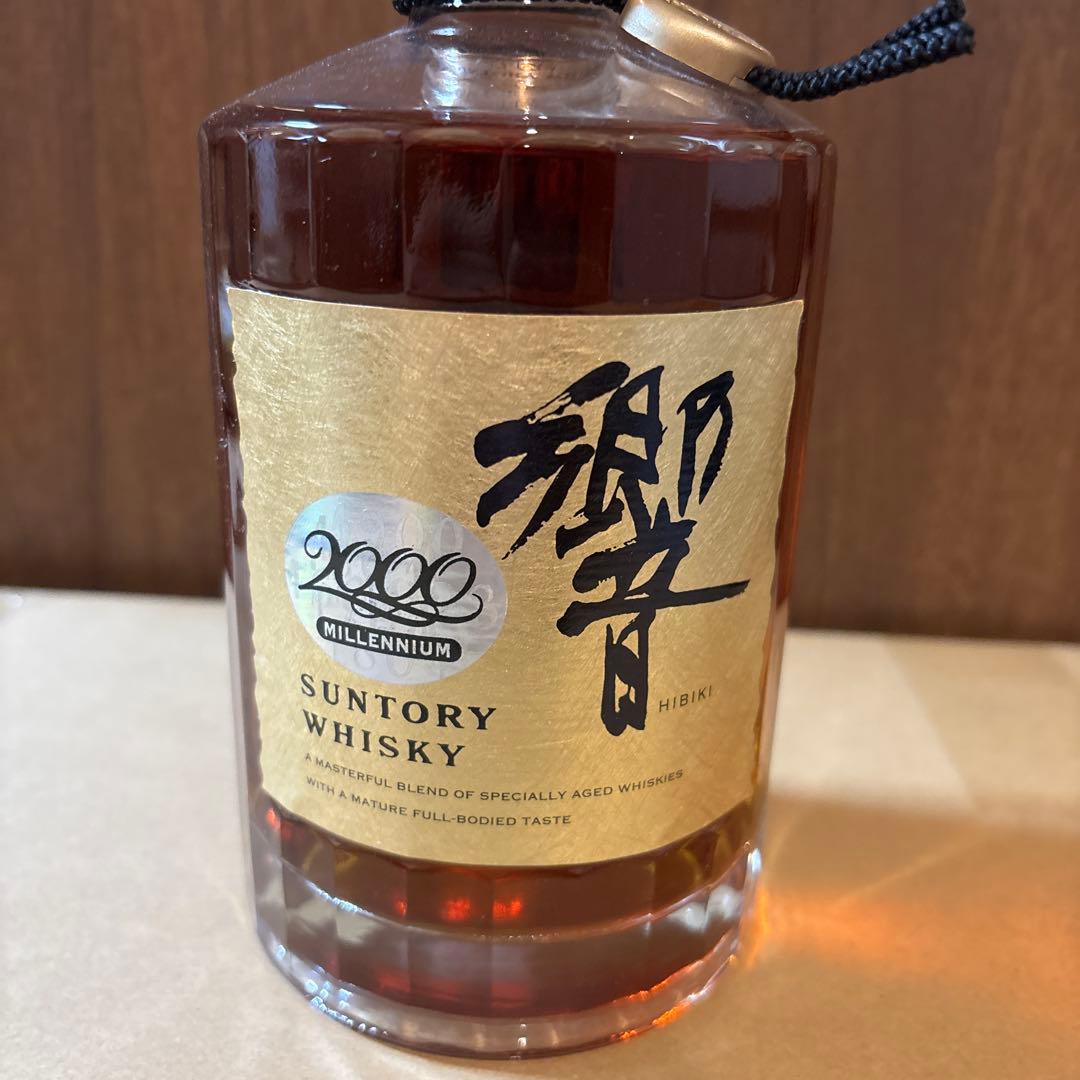 響
HIBIKI
2000
MILLENNIUM
SUNTORY
WHISKY
A MASTERFUL BLEND OF SPECIALLY AGED WHISKIES
WITH A MATURE FULL-BODIED TASTE